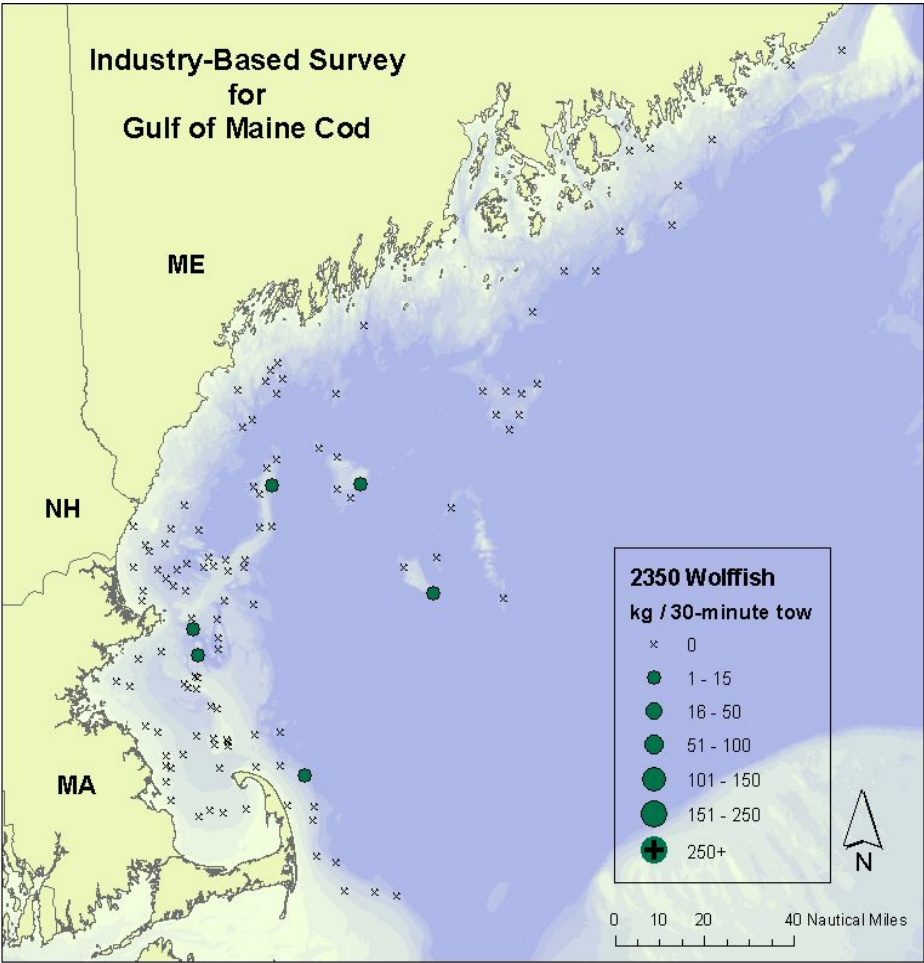 Industry-Based Survey
for
Gulf of Maine Cod
ME
NH
MA
2350 Wolffish
kg / 30-minute tow
0
1 - 15
16 - 50
51 - 100
101 - 150
151 - 250
250+
N
0 10 20 40 Nautical Miles